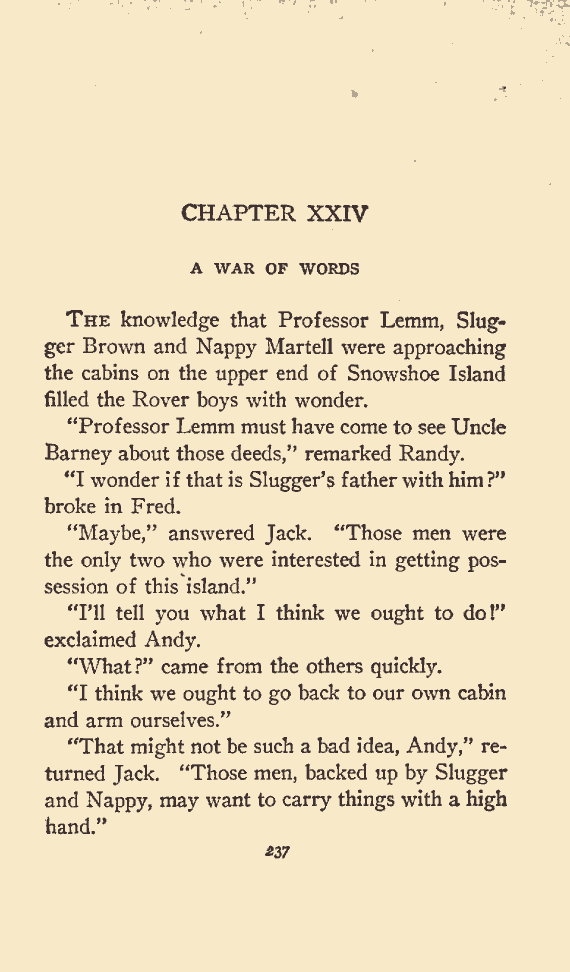 CHAPTER XXIV
A WAR OF WORDS
THE knowledge that Professor Lemm, Slug-
ger Brown and Nappy Martell were approaching
the cabins on the upper end of Snowshoe Island
filled the Rover boys with wonder.
"Professor Lemm must have come to see Uncle
Barney about those deeds," remarked Randy.
"I wonder if that is Slugger's father with him?"
broke in Fred.
"Maybe," answered Jack. "Those men were
the only two who were interested in getting pos-
session of this island."
"I'll tell you what I think we ought to do!"
exclaimed Andy.
"What?" came from the others quickly.
"I think we ought to go back to our own cabin
and arm ourselves."
"That might not be such a bad idea, Andy," re-
turned Jack. "Those men, backed up by Slugger
and Nappy, may want to carry things with a high
hand."
237